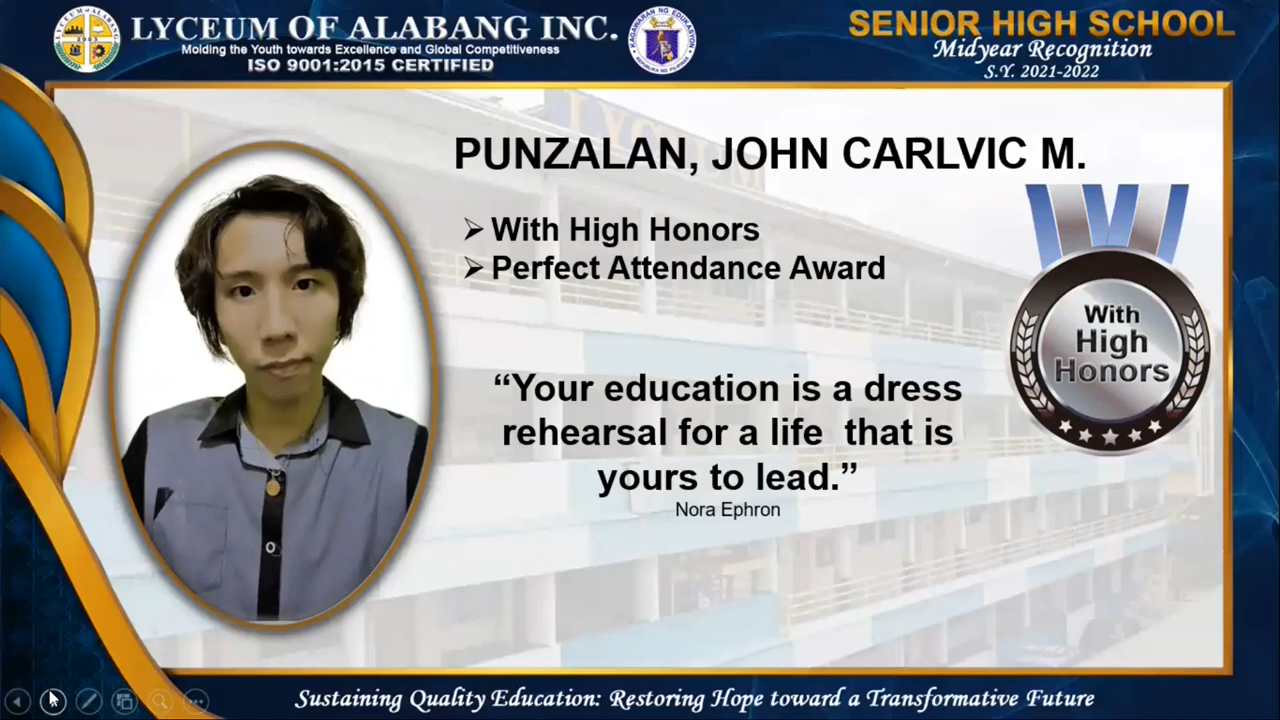 LYCEUM OF ALABANG INC.
Molding the Youth towards Excellence and Global Competitiveness
ISO 9001:2015 CERTIFIED
SENIOR HIGH SCHOOL
Midyear Recognition
S.Y. 2021-2022
PUNZALAN, JOHN CARLVIC M.
➢ With High Honors
➢ Perfect Attendance Award
With
High
Honors
“Your education is a dress
rehearsal for a life  that is
yours to lead.”
Nora Ephron
Sustaining Quality Education: Restoring Hope toward a Transformative Future